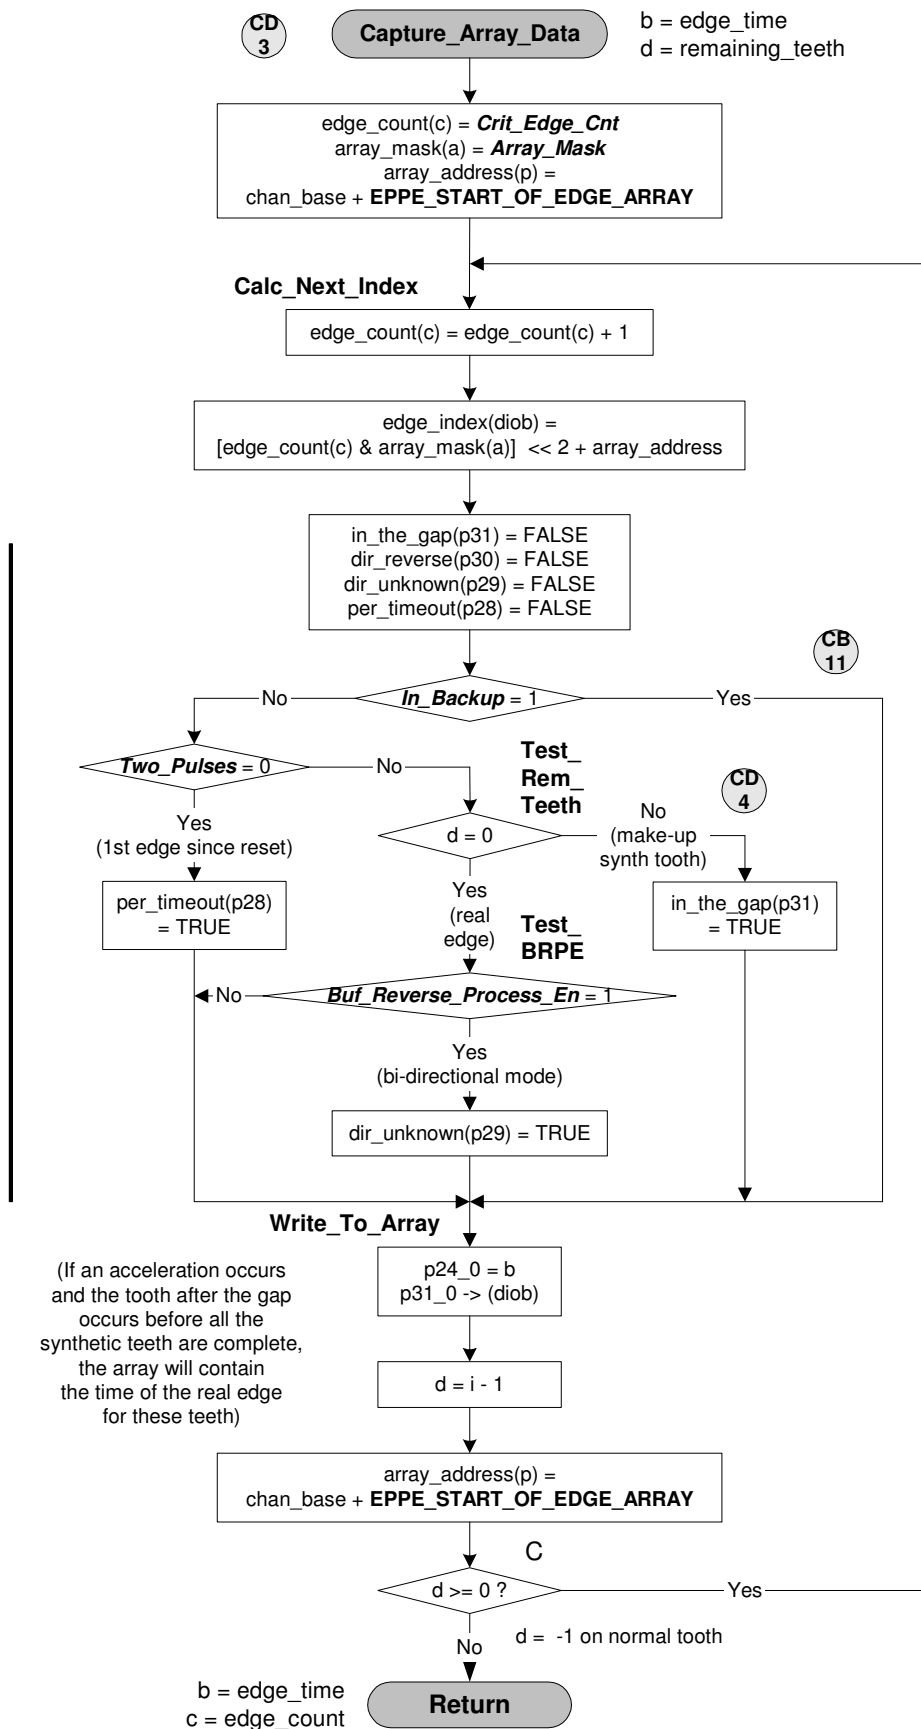 CD
3
Capture_Array_Data
b = edge_time
d = remaining_teeth
edge_count(c) = Crit_Edge_Cnt
array_mask(a) = Array_Mask
array_address(p) =
chan_base + EPPE_START_OF_EDGE_ARRAY
Calc_Next_Index
edge_count(c) = edge_count(c) + 1
edge_index(diob) =
[edge_count(c) & array_mask(a)] << 2 + array_address
in_the_gap(p31) = FALSE
dir_reverse(p30) = FALSE
dir_unknown(p29) = FALSE
per_timeout(p28) = FALSE
CB
11
No
In_Backup = 1
Yes
Two_Pulses = 0
No
Test_
Rem_
Teeth
CD
4
Yes
(1st edge since reset)
d = 0
No
(make-up
synth tooth)
per_timeout(p28)
= TRUE
Yes
(real
edge)
in_the_gap(p31)
= TRUE
Test_
BRPE
No
Buf_Reverse_Process_En = 1
Yes
(bi-directional mode)
dir_unknown(p29) = TRUE
Write_To_Array
p24_0 = b
p31_0 -> (diob)
(If an acceleration occurs
and the tooth after the gap
occurs before all the
synthetic teeth are complete,
the array will contain
the time of the real edge
for these teeth)
d = i - 1
array_address(p) =
chan_base + EPPE_START_OF_EDGE_ARRAY
C
d >= 0 ?
Yes
No
d = -1 on normal tooth
b = edge_time
c = edge_count
Return